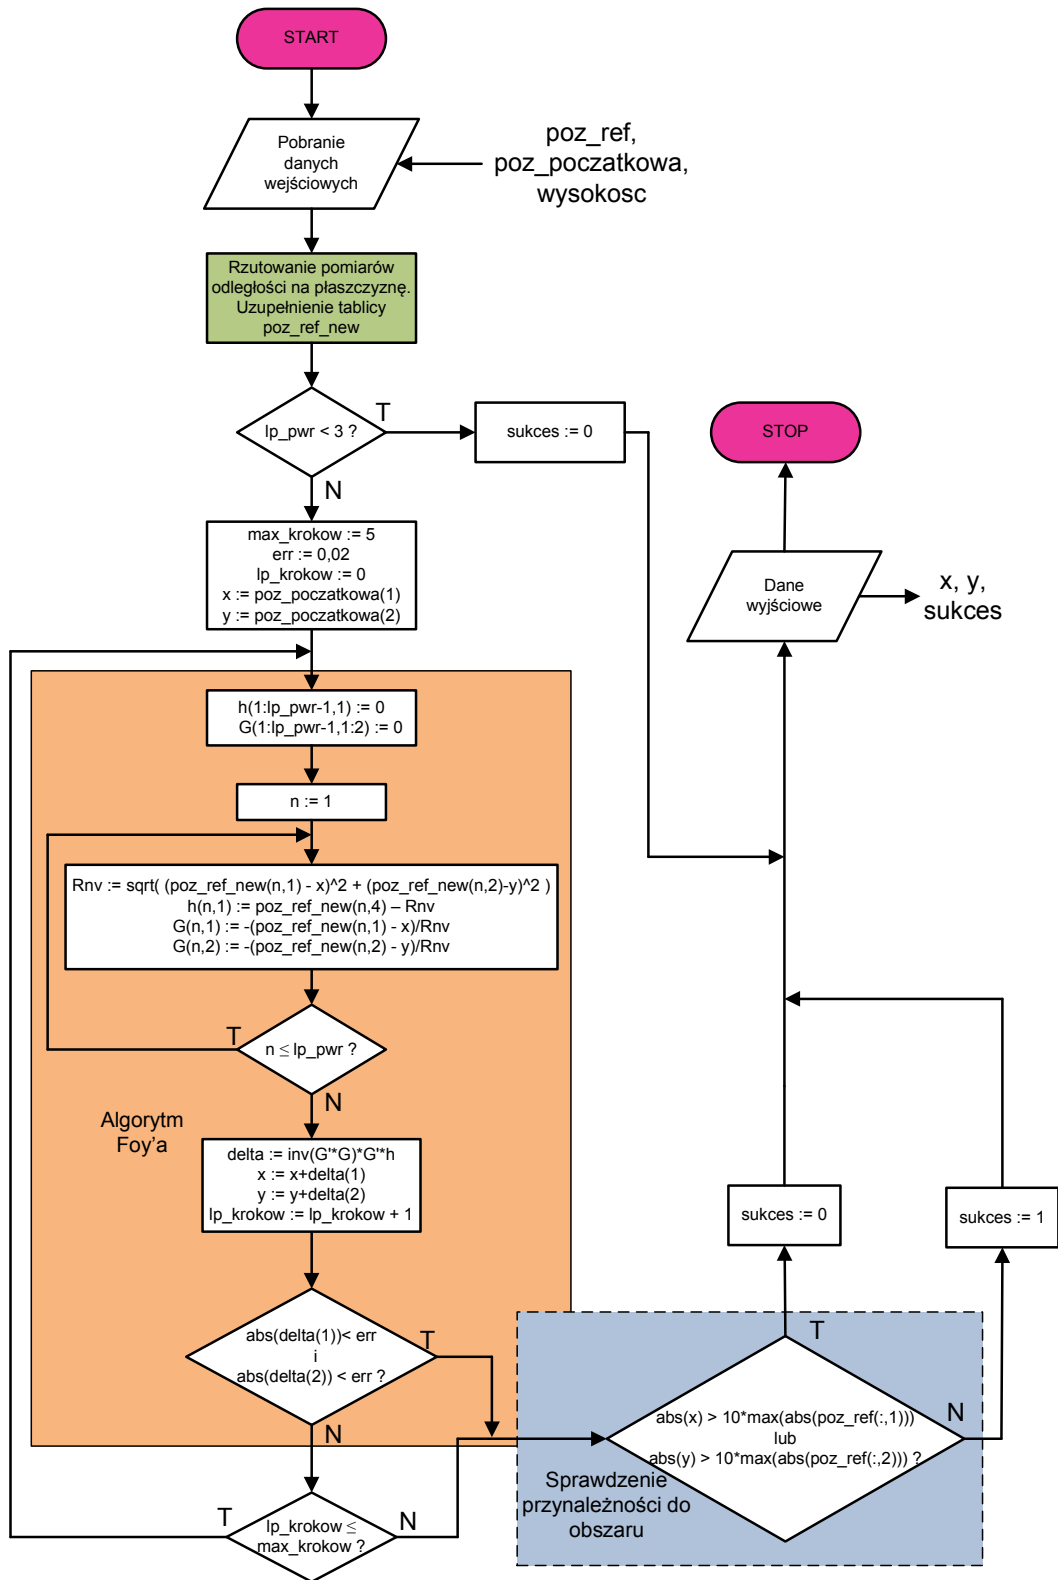 START
Pobranie
danych
wejściowych
poz_ref,
poz_poczatkowa,
wysokosc
Rzutowanie pomiarów
odległości na płaszczyznę.
Uzupełnienie tablicy
poz_ref_new
lp_pwr < 3 ?
T
N
sukces := 0
STOP
max_krokow := 5
err := 0,02
lp_krokow := 0
x := poz_poczatkowa(1)
y := poz_poczatkowa(2)
Dane
wyjściowe
x, y,
sukces
h(1:lp_pwr-1,1) := 0
G(1:lp_pwr-1,1:2) := 0
n := 1
Rnv := sqrt( (poz_ref_new(n,1) - x)^2 + (poz_ref_new(n,2)-y)^2 )
h(n,1) := poz_ref_new(n,4) – Rnv
G(n,1) := -(poz_ref_new(n,1) - x)/Rnv
G(n,2) := -(poz_ref_new(n,2) - y)/Rnv
T
n ≤ lp_pwr ?
N
Algorytm
Foy'a
delta := inv(G'*G)*G'*h
x := x+delta(1)
y := y+delta(2)
lp_krokow := lp_krokow + 1
sukces := 0
sukces := 1
abs(delta(1))< err
i
abs(delta(2)) < err ?
T
N
T
abs(x) > 10*max(abs(poz_ref(:,1)))
lub
abs(y) > 10*max(abs(poz_ref(:,2))) ?
N
Sprawdzenie
przynależności do
obszaru
T
lp_krokow ≤
max_krokow ?
N